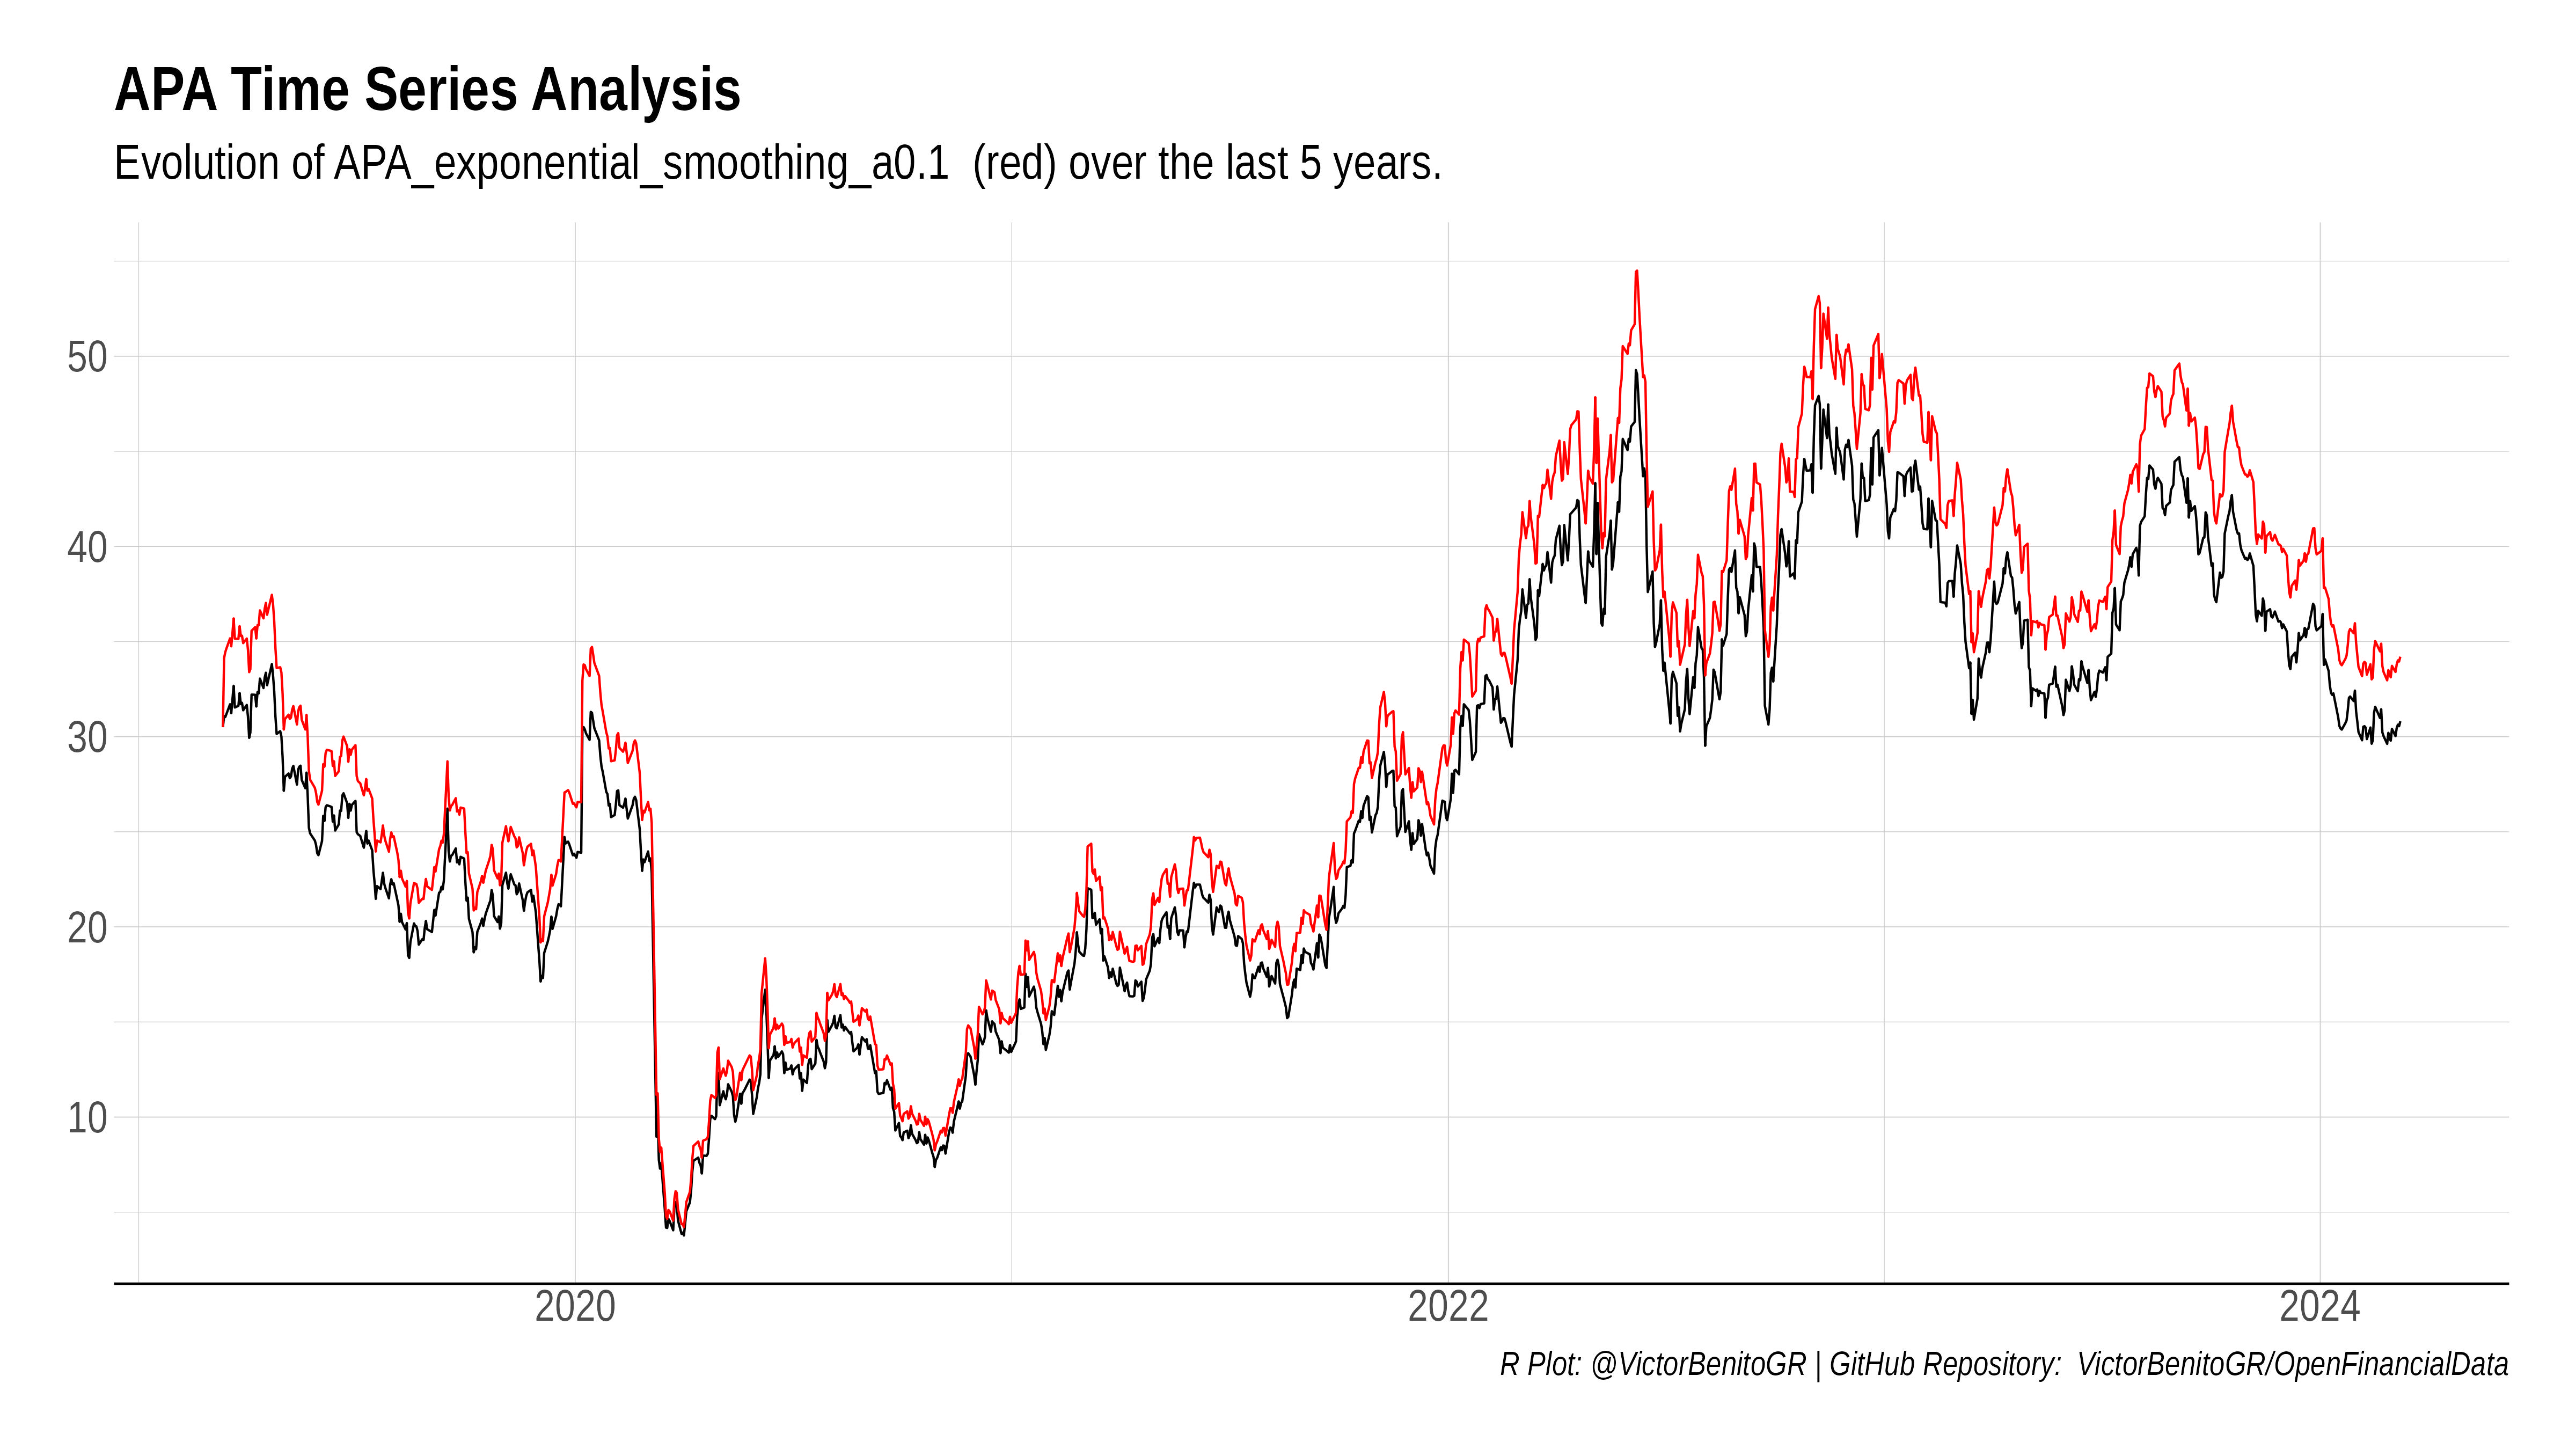 APA Time Series Analysis
Evolution of APA_exponential_smoothing_a0.1  (red) over the last 5 years.
50
40
30
20
10
2020 2022 2024
R Plot: @VictorBenitoGR | GitHub Repository:  VictorBenitoGR/OpenFinancialData